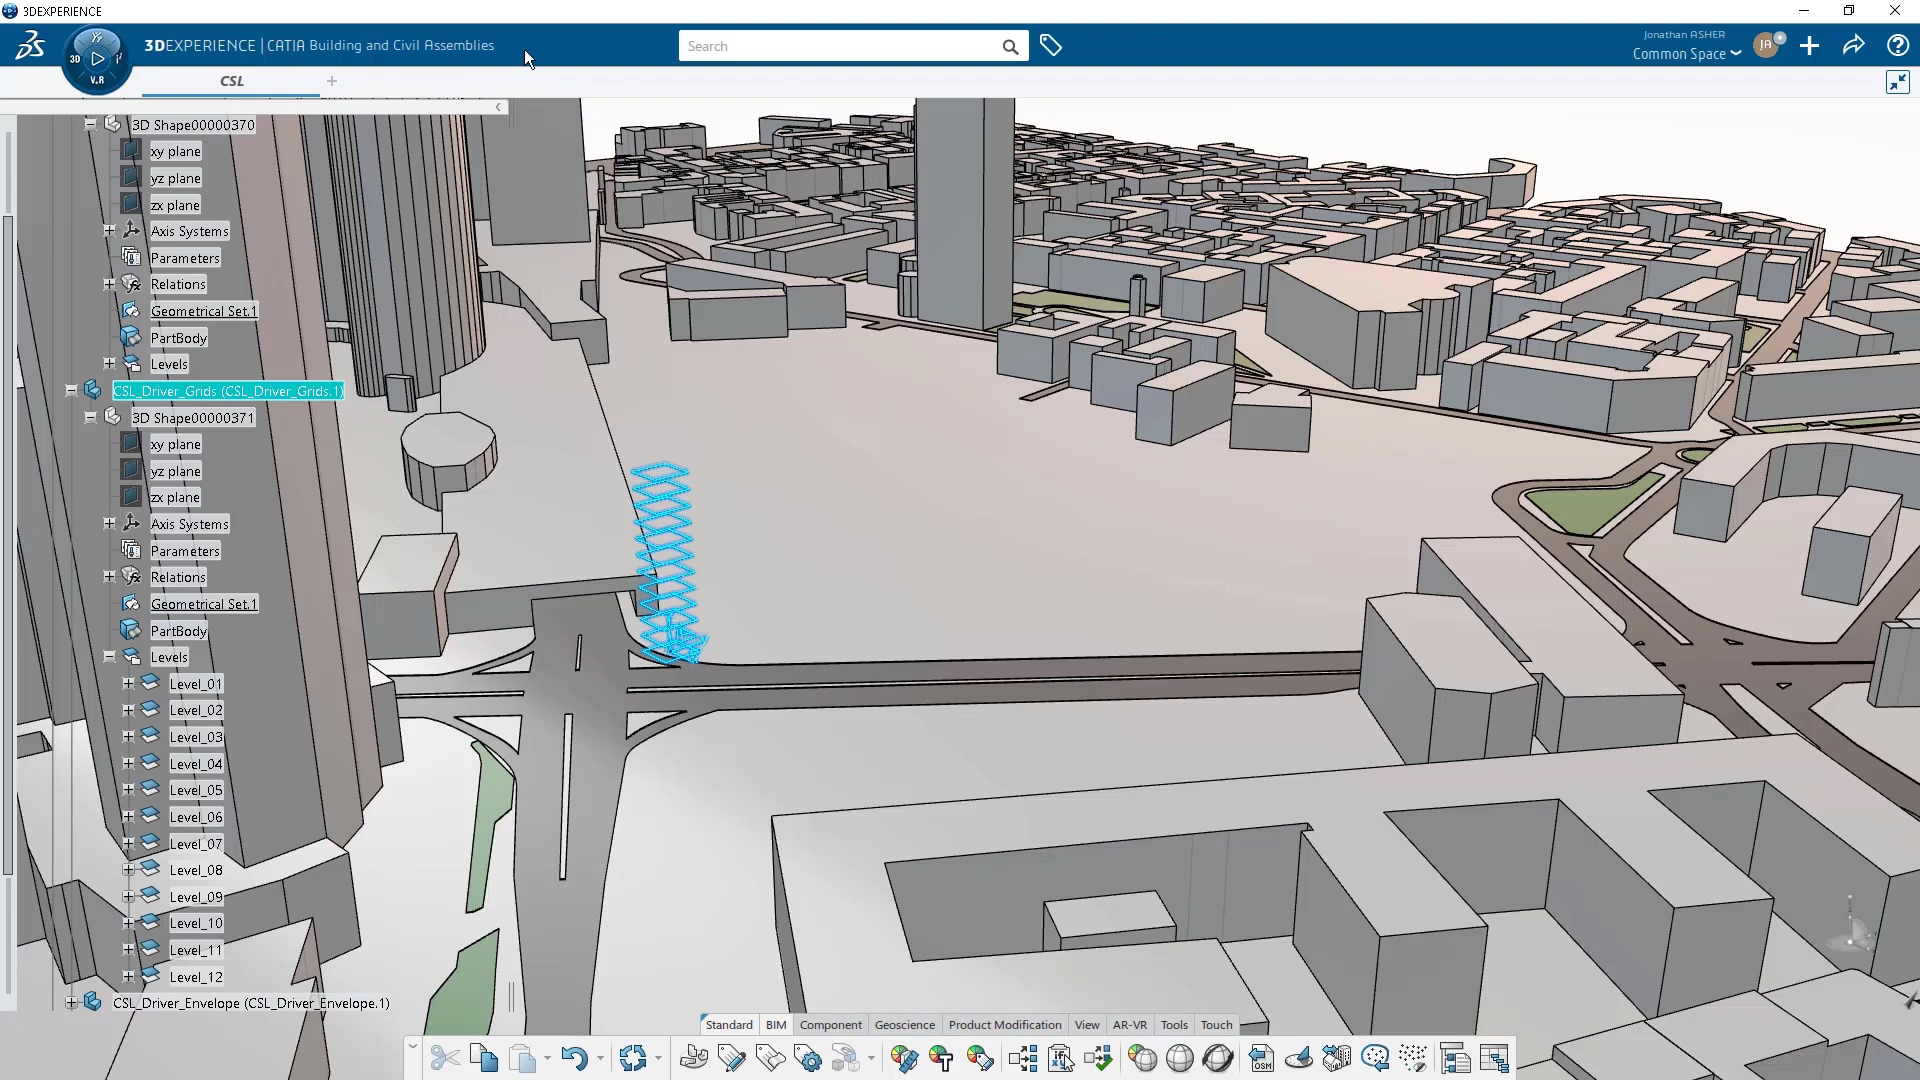 3DEXPERIENCE
3DEXPERIENCE | CATIA Building and Civil Assemblies
Search
Jonathan ASHER
Common Space
JA
3D
V.R
CSL
3D Shape00000370
xy plane
yz plane
zx plane
Axis Systems
Parameters
Relations
Geometrical Set.1
PartBody
Levels
CSL_Driver_Grids (CSL_Driver_Grids.1)
3D Shape00000371
xy plane
yz plane
zx plane
Axis Systems
Parameters
Relations
Geometrical Set.1
PartBody
Levels
Level_01
Level_02
Level_03
Level_04
Level_05
Level_06
Level_07
Level_08
Level_09
Level_10
Level_11
Level_12
CSL_Driver_Envelope (CSL_Driver_Envelope.1)
Standard BIM Component Geoscience Product Modification View AR-VR Tools Touch
OSM